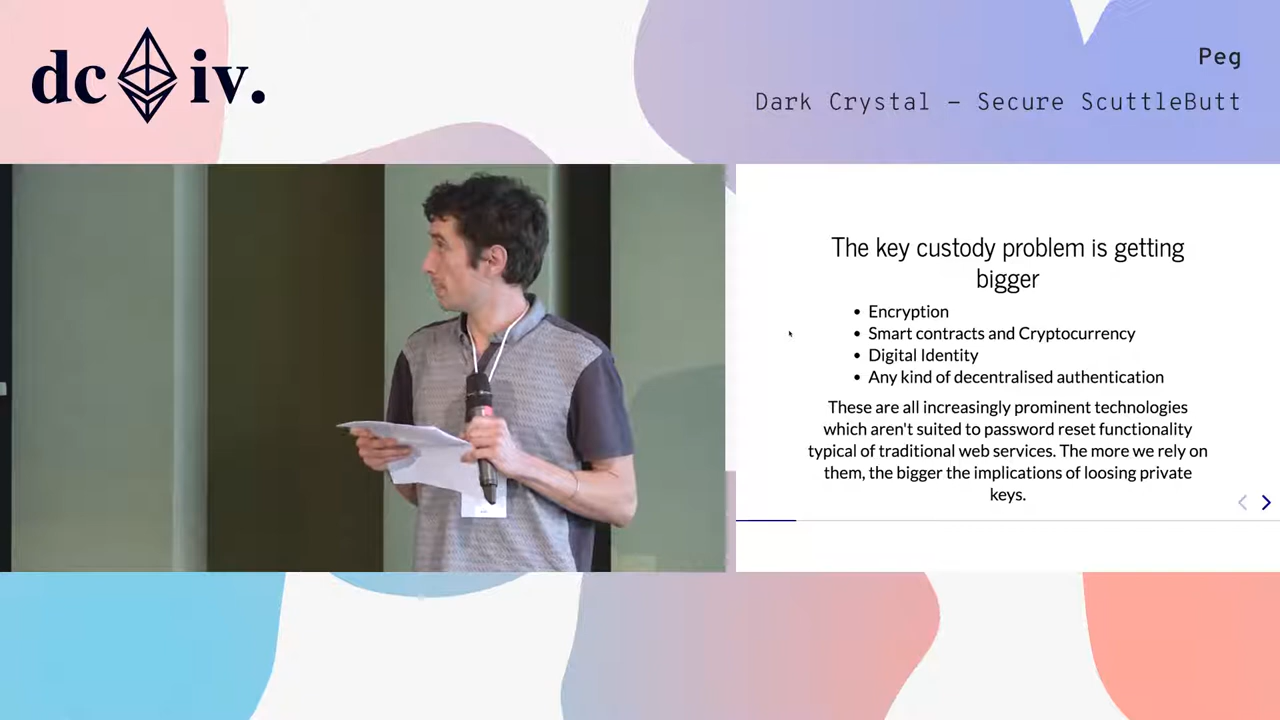 dc iv.
Peg
Dark Crystal – Secure ScuttleButt
The key custody problem is getting
bigger
• Encryption
• Smart contracts and Cryptocurrency
• Digital Identity
• Any kind of decentralised authentication
These are all increasingly prominent technologies
which aren't suited to password reset functionality
typical of traditional web services. The more we rely on
them, the bigger the implications of loosing private
keys.